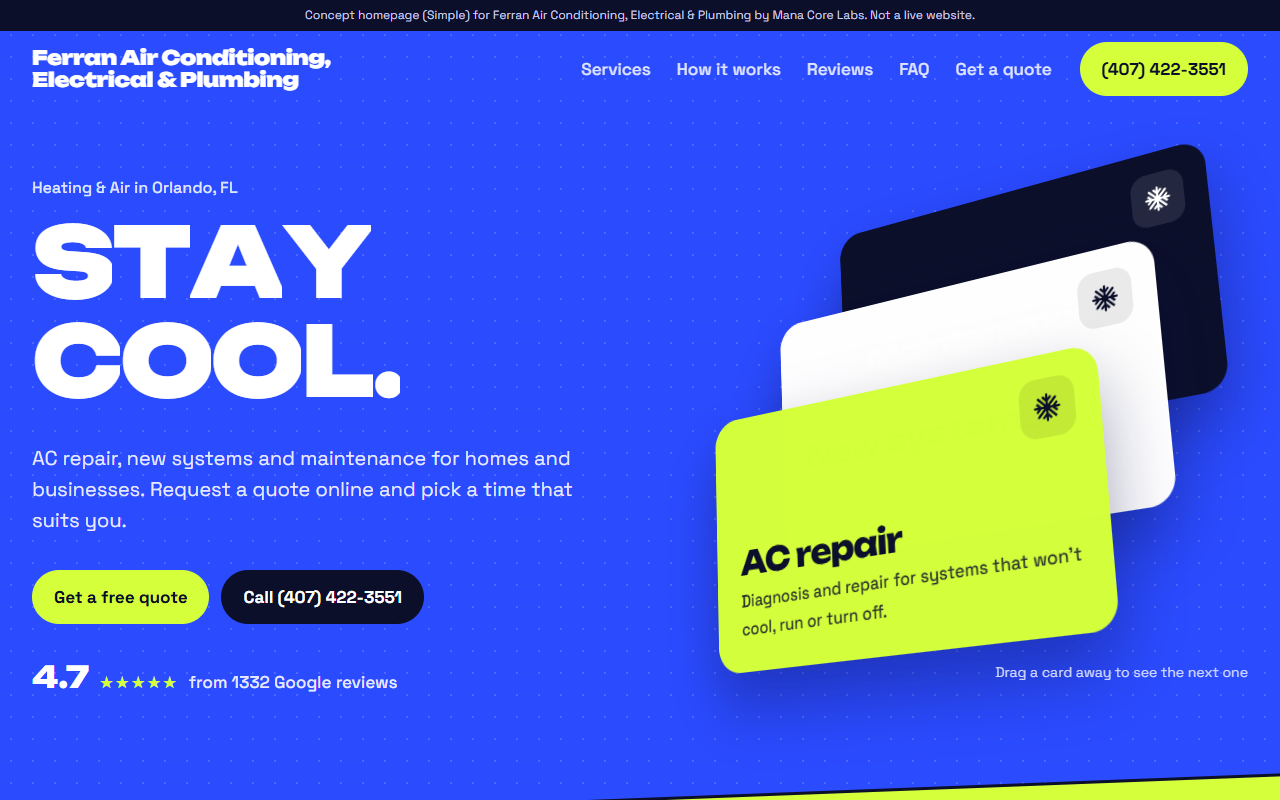 Concept homepage (Simple) for Ferran Air Conditioning, Electrical & Plumbing by Mana Core Labs. Not a live website.
Ferran Air Conditioning,
Electrical & Plumbing
Services
How it works
Reviews
FAQ
Get a quote
(407) 422-3551
Heating & Air in Orlando, FL
STAY
COOL.
AC repair, new systems and maintenance for homes and
businesses. Request a quote online and pick a time that
suits you.
Get a free quote
Call (407) 422-3551
4.7 ★★★★★ from 1332 Google reviews
AC repair
Diagnosis and repair for systems that won't
cool, run or turn off.
Drag a card away to see the next one